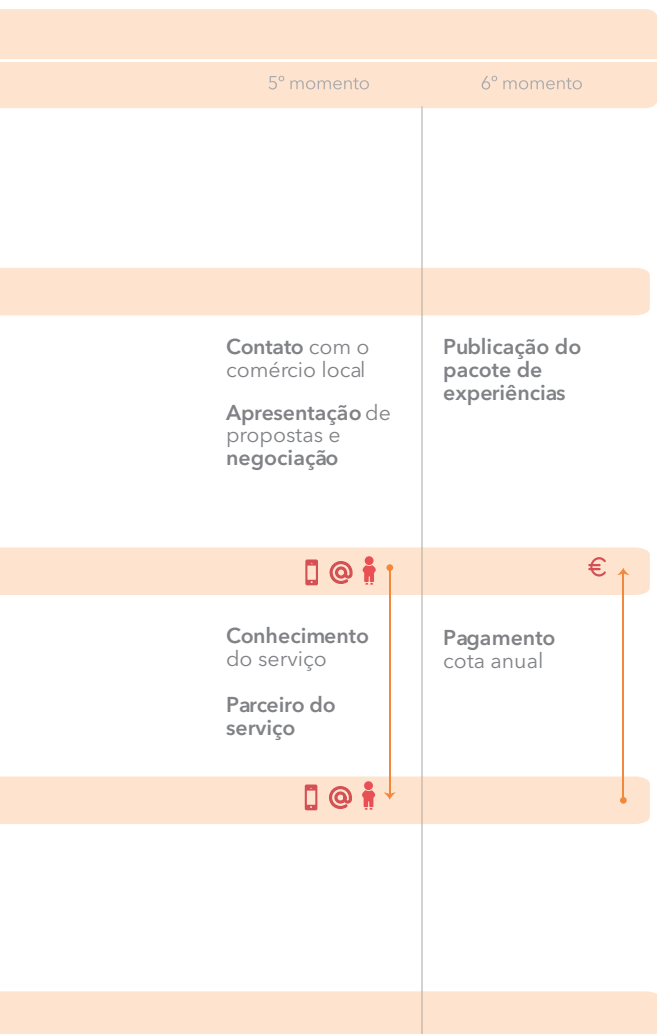 5º momento
6º momento
Contato com o
comércio local
Apresentação de
propostas e
negociação
Publicação do
pacote de
experiências
@
€
Conhecimento
do serviço
Parceiro do
serviço
Pagamento
cota anual
@